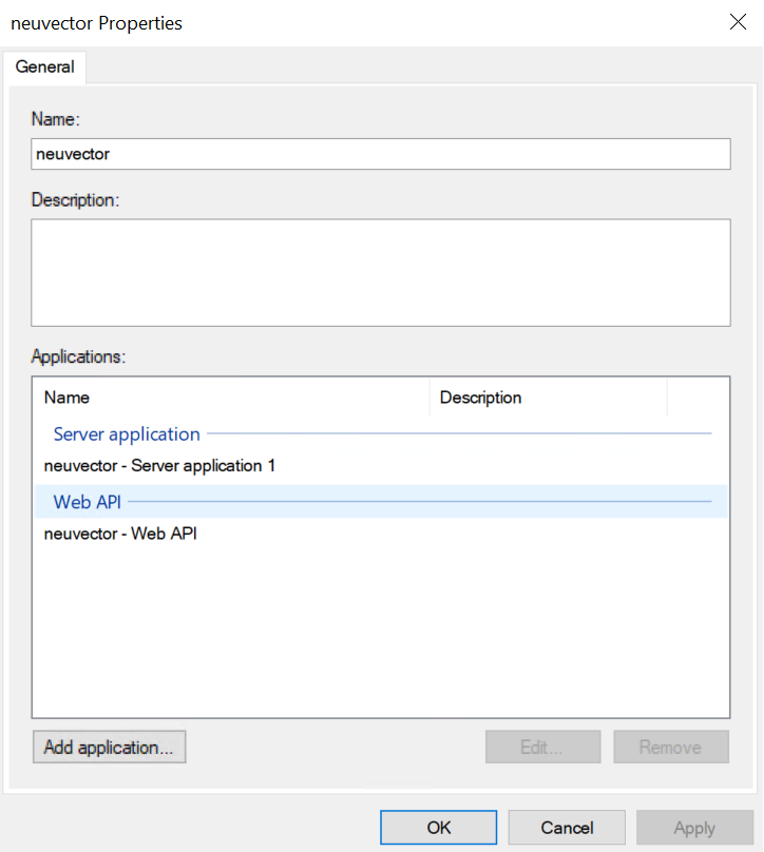 neuvector Properties
General
Name:
neuvector
Description:
Applications:
Name Description
Server application
neuvector - Server application 1
Web API
neuvector - Web API
Add application... Edit... Remove
OK Cancel Apply